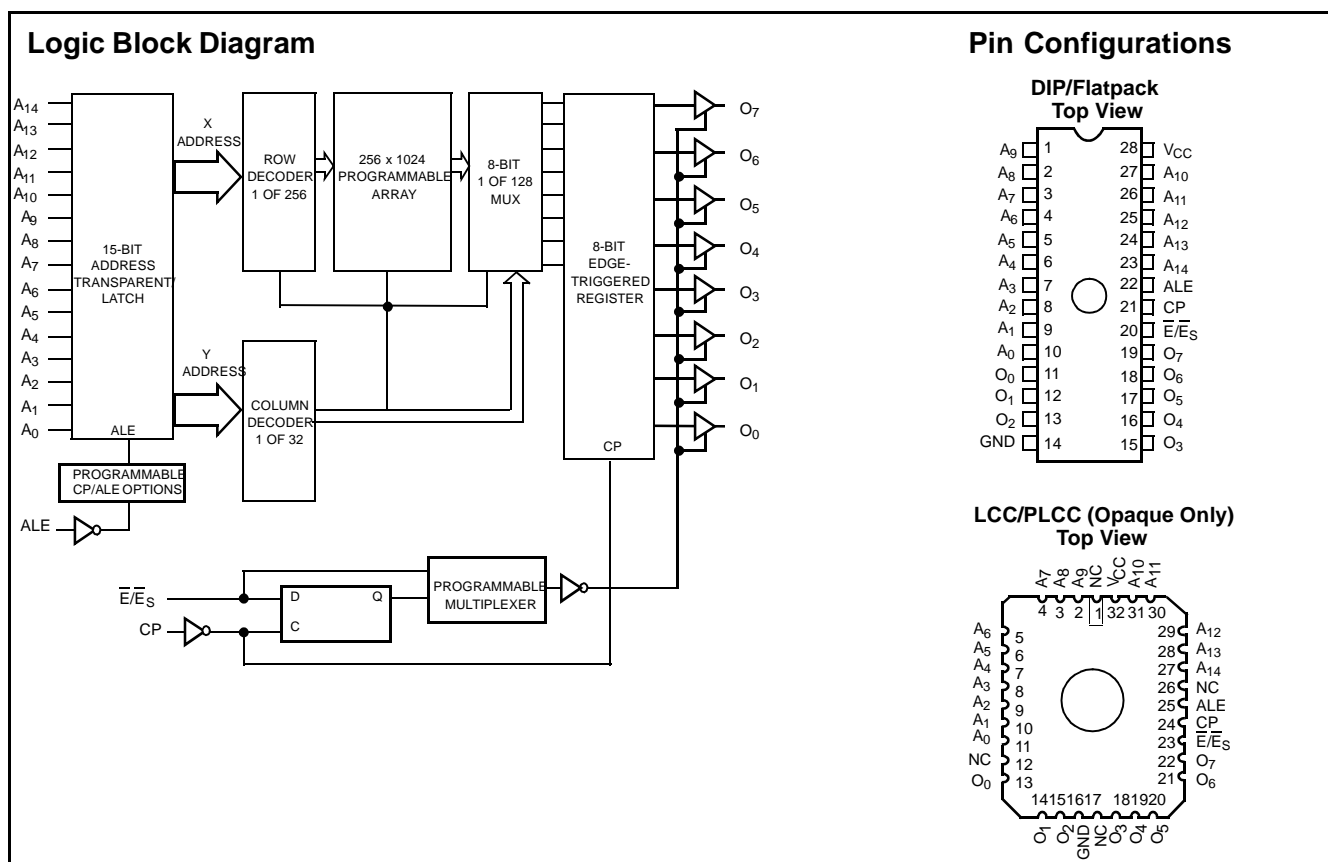 Logic Block Diagram
A14
A13
A12
A11
A10
A9
A8
A7
A6
A5
A4
A3
A2
A1
A0
15-BIT
ADDRESS
TRANSPARENT/
LATCH
ALE
PROGRAMMABLE
CP/ALE OPTIONS
ALE
X
ADDRESS
Y
ADDRESS
ROW
DECODER
1 OF 256
256 x 1024
PROGRAMMABLE
ARRAY
8-BIT
1 OF 128
MUX
COLUMN
DECODER
1 OF 32
8-BIT
EDGE-
TRIGGERED
REGISTER
CP
O7
O6
O5
O4
O3
O2
O1
O0
E̅/E̅S
CP
D Q
C
PROGRAMMABLE
MULTIPLEXER
Pin Configurations
DIP/Flatpack
Top View
A9 1 28 VCC
A8 2 27 A10
A7 3 26 A11
A6 4 25 A12
A5 5 24 A13
A4 6 23 A14
A3 7 22 ALE
A2 8 21 CP
A1 9 20 E̅/E̅S
A0 10 19 O7
O0 11 18 O6
O1 12 17 O5
O2 13 16 O4
GND 14 15 O3
LCC/PLCC (Opaque Only)
Top View
A7 A8 A9 NC VCC A10 A11
4 3 2 1 32 31 30
A6 5 29 A12
A5 6 28 A13
A4 7 27 A14
A3 8 26 NC
A2 9 25 ALE
A1 10 24 CP
A0 11 23 E̅/E̅S
NC 12 22 O7
O0 13 21 O6
14 15 16 17 18 19 20
O1 O2 GND NC O3 O4 O5